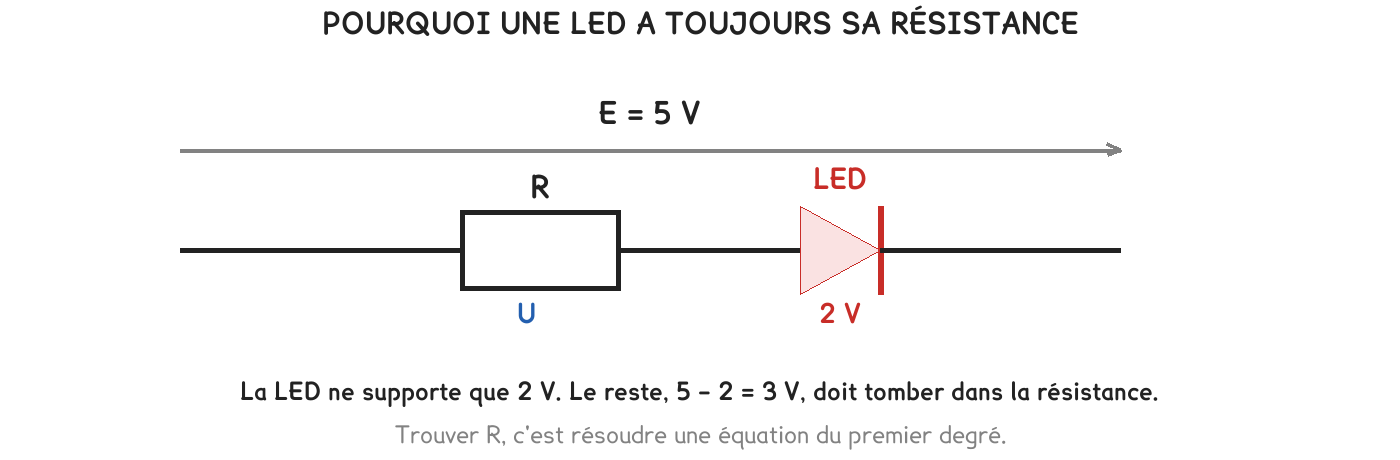 POURQUOI UNE LED A TOUJOURS SA RÉSISTANCE
E = 5 V
LED
R
U
2 V
La LED ne supporte que 2 V. Le reste, 5 – 2 = 3 V, doit tomber dans la résistance.
Trouver R, c'est résoudre une équation du premier degré.